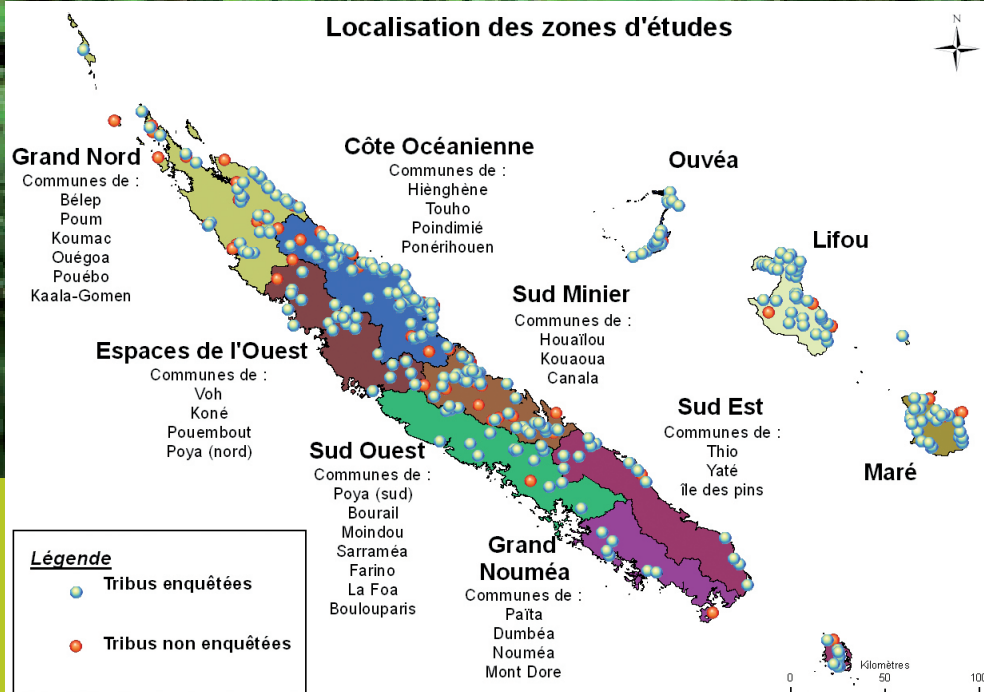 Localisation des zones d'études
N
Grand Nord
Communes de :
Bélep
Poum
Koumac
Ouégoa
Pouébo
Kaala-Gomen
Côte Océanienne
Communes de :
Hiènghène
Touho
Poindimié
Ponérihouen
Ouvéa
Lifou
Sud Minier
Communes de :
Houaïlou
Kouaoua
Canala
Espaces de l'Ouest
Communes de :
Voh
Koné
Pouembout
Poya (nord)
Sud Est
Communes de :
Thio
Yaté
île des pins
Maré
Sud Ouest
Communes de :
Poya (sud)
Bourail
Moindou
Sarraméa
Farino
La Foa
Boulouparis
Grand
Nouméa
Communes de :
Païta
Dumbéa
Nouméa
Mont Dore
Légende
Tribus enquêtées
Tribus non enquêtées
Kilomètres
0 50 100